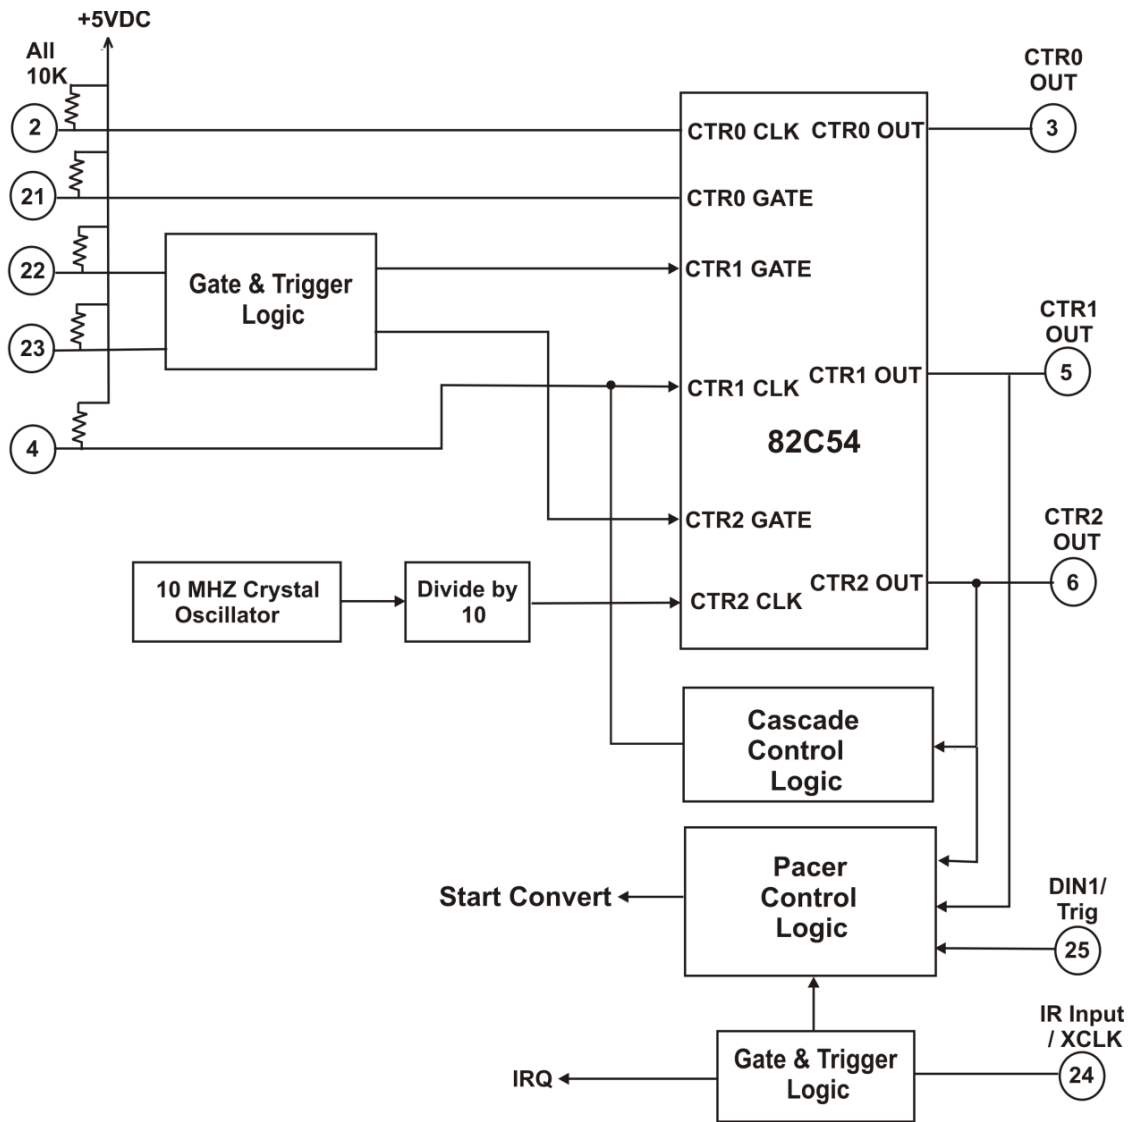 +5VDC
All
10K
2
21
22
23
4
Gate & Trigger
Logic
10 MHZ Crystal
Oscillator
Divide by
10
CTR0 CLK
CTR0 OUT
CTR0 GATE
CTR1 GATE
CTR1 OUT
CTR1 CLK
82C54
CTR2 GATE
CTR2 OUT
CTR2 CLK
CTR0
OUT
3
CTR1
OUT
5
CTR2
OUT
6
Cascade
Control
Logic
Pacer
Control
Logic
Start Convert
DIN1/
Trig
25
IR Input
/ XCLK
24
Gate & Trigger
Logic
IRQ